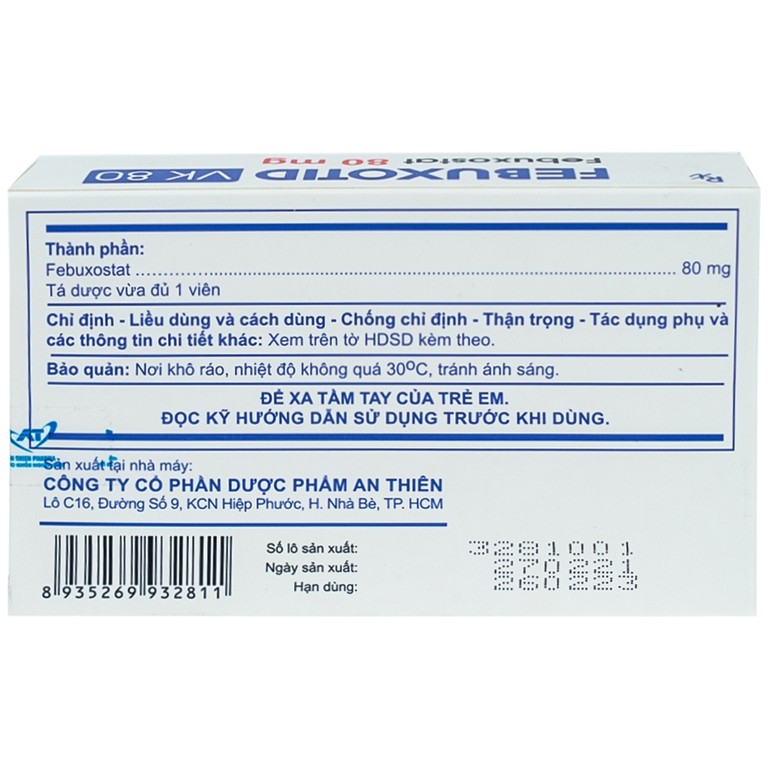 FEBUXOTID VK 80
Febuxostat 80 mg
Rx
Thành phần:
Febuxostat ........................................................................................ 80 mg
Tá dược vừa đủ 1 viên
Chỉ định - Liều dùng và cách dùng - Chống chỉ định - Thận trọng - Tác dụng phụ và
các thông tin chi tiết khác: Xem trên tờ HDSD kèm theo.
Bảo quản: Nơi khô ráo, nhiệt độ không quá 30ºC, tránh ánh sáng.
ĐỂ XA TẦM TAY CỦA TRẺ EM.
ĐỌC KỸ HƯỚNG DẪN SỬ DỤNG TRƯỚC KHI DÙNG.
AT
Sản xuất tại nhà máy:
CÔNG TY CỔ PHẦN DƯỢC PHẨM AN THIÊN
Lô C16, Đường Số 9, KCN Hiệp Phước, H. Nhà Bè, TP. HCM
Số lô sản xuất: 3281001
Ngày sản xuất: 270221
Hạn dùng: 260223
8 935269 932811